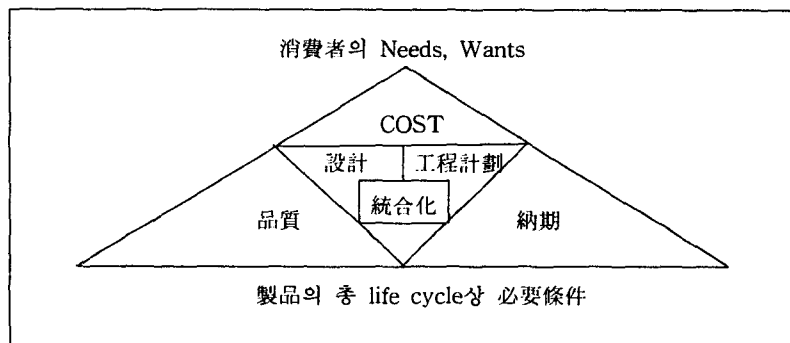 消費者의 Needs, Wants
COST
設計 工程計劃
統合化
品質 納期
製品의 총 life cycle상 必要條件